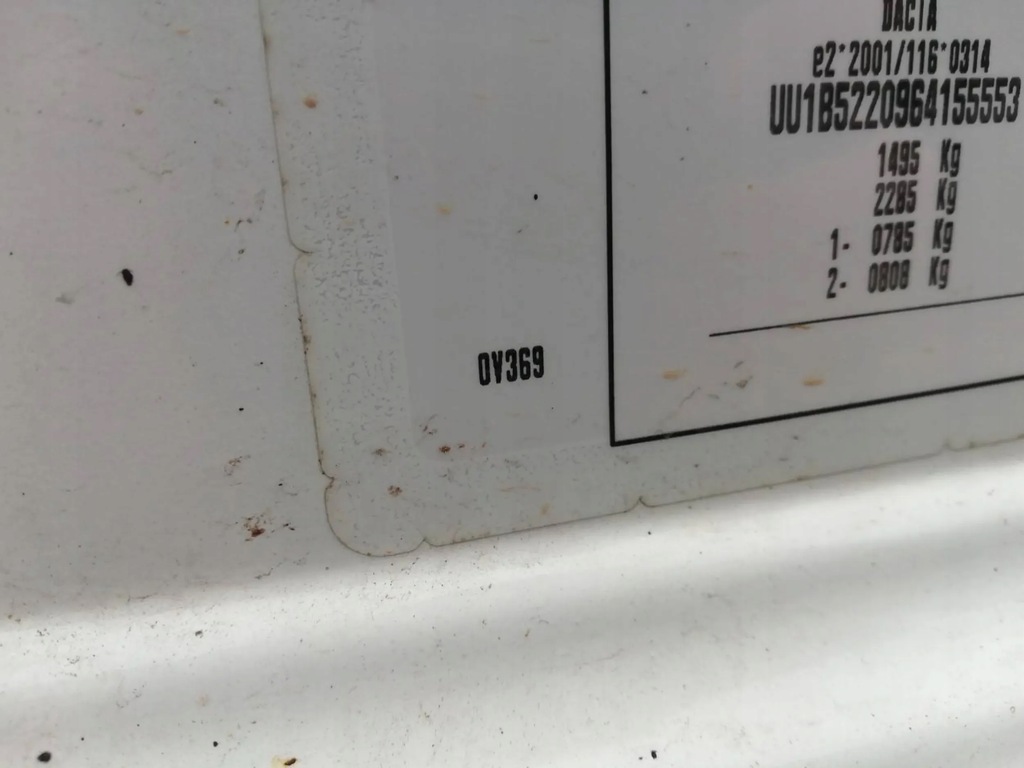 DACIA
e2*2001/116*0314
UU1B5220964155553
1495 Kg
2285 Kg
1- 0785 Kg
2- 0808 Kg
0V369